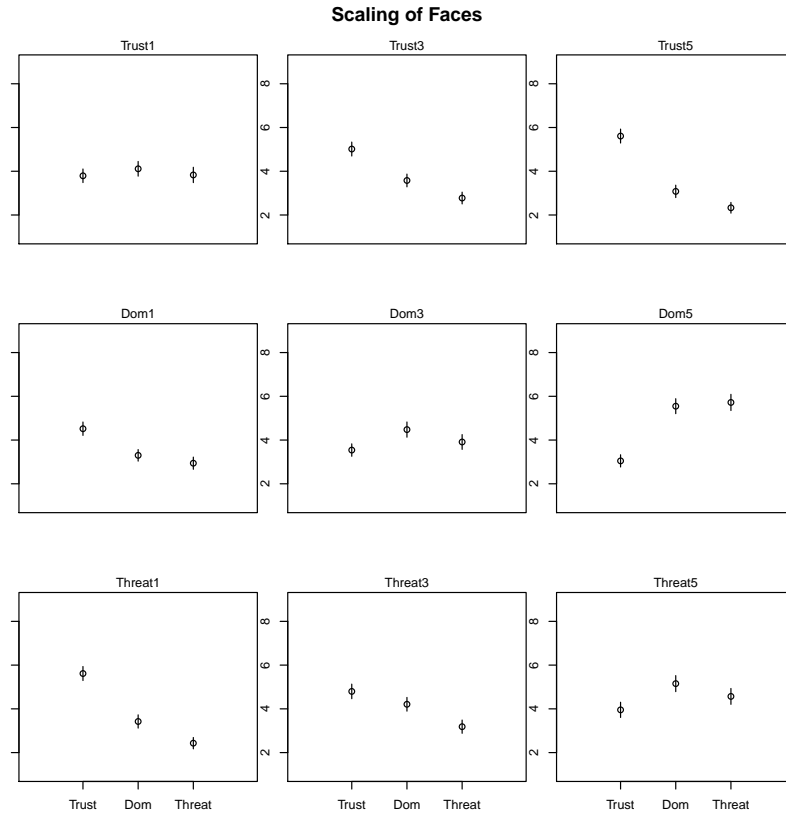 Scaling of Faces
Trust1
Trust3
Trust5
8
6
4
2
8
6
4
2
Dom1
Dom3
Dom5
8
6
4
2
8
6
4
2
Threat1
Threat3
Threat5
8
6
4
2
8
6
4
2
Trust Dom Threat
Trust Dom Threat
Trust Dom Threat